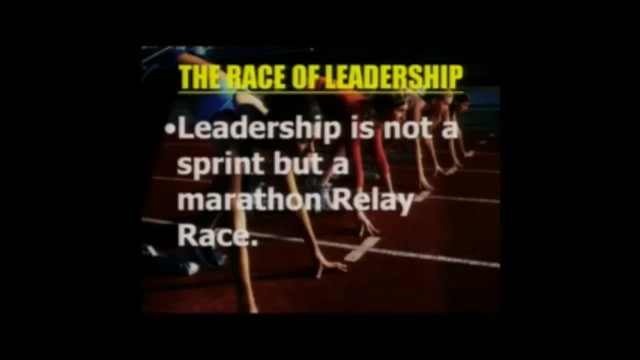 THE RACE OF LEADERSHIP
•Leadership is not a
sprint but a
marathon Relay
Race.